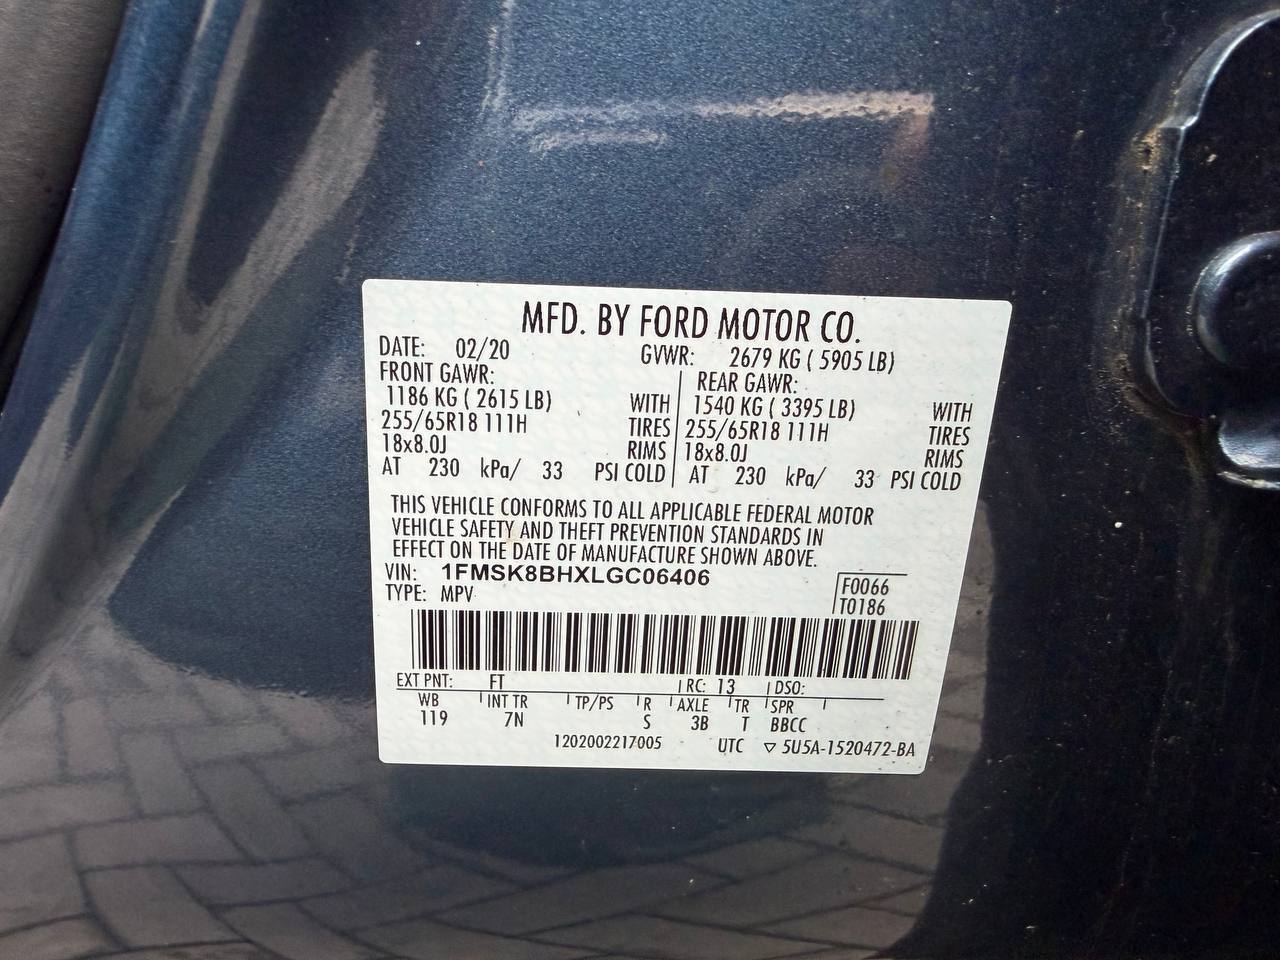 MFD. BY FORD MOTOR CO.
DATE: 02/20 GVWR: 2679 KG ( 5905 LB)
FRONT GAWR: REAR GAWR:
1186 KG ( 2615 LB) WITH 1540 KG ( 3395 LB) WITH
255/65R18 111H TIRES 255/65R18 111H TIRES
18x8.0J RIMS 18x8.0J RIMS
AT 230 kPa/ 33 PSI COLD AT 230 kPa/ 33 PSI COLD
THIS VEHICLE CONFORMS TO ALL APPLICABLE FEDERAL MOTOR
VEHICLE SAFETY AND THEFT PREVENTION STANDARDS IN
EFFECT ON THE DATE OF MANUFACTURE SHOWN ABOVE.
VIN: 1FMSK8BHXLGC06406
TYPE: MPV
F0066
T0186
EXT PNT: FT RC: 13 DSO:
WB INT TR TP/PS R AXLE TR SPR
119 7N S 3B T BBCC
1202002217005 UTC ▽ 5U5A-1520472-BA